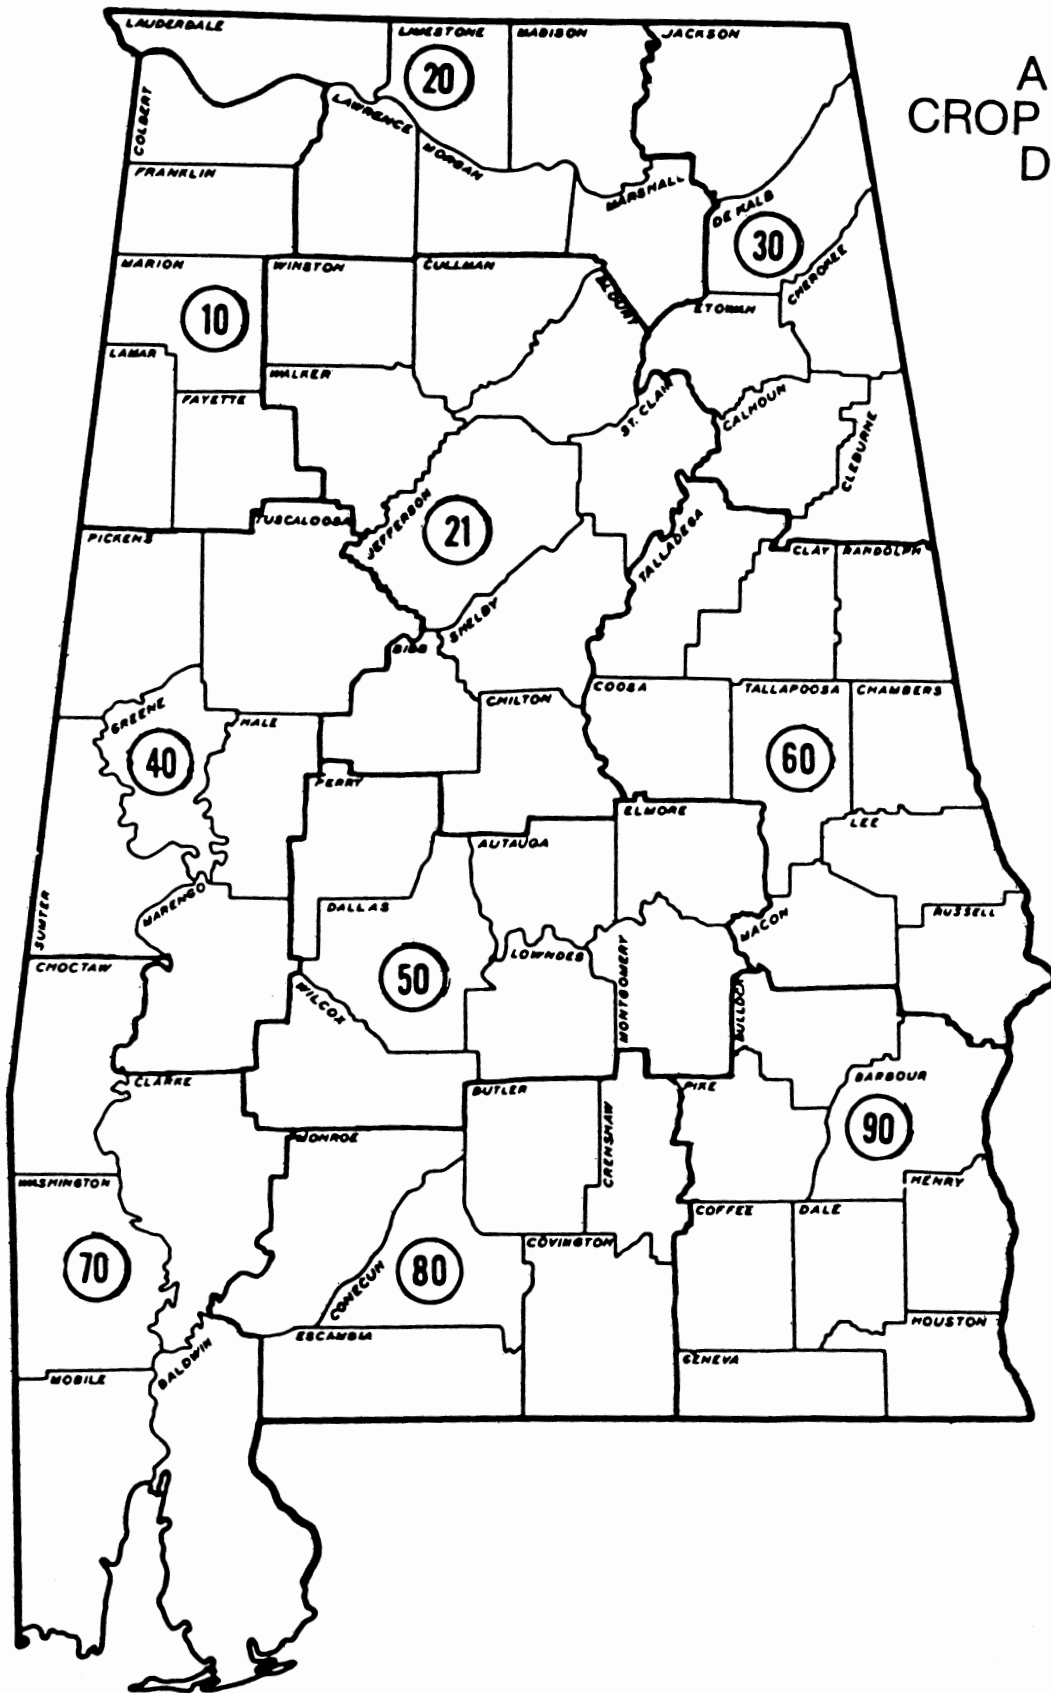 A
CROP
D
LAUDERDALE
LIMESTONE
MADISON
JACKSON
20
COLBERT
LAWRENCE
MORGAN
FRANKLIN
MARSHALL
DE KALB
30
CHEROKEE
MARION
WINSTON
CULLMAN
BLOUNT
ETOWAH
10
LAMAR
WALKER
FAYETTE
ST. CLAIR
CALHOUN
CLEBURNE
TUSCALOOSA
JEFFERSON
21
TALLADEGA
PICKENS
CLAY
RANDOLPH
BIBB
SHELBY
COOSA
TALLAPOOSA
CHAMBERS
GREENE
HALE
CHILTON
40
60
PERRY
ELMORE
LEE
AUTAUGA
SUMTER
MARENGO
DALLAS
MACON
RUSSELL
CHOCTAW
50
LOWNDES
MONTGOMERY
BULLOCK
WILCOX
CLARKE
BUTLER
PIKE
BARBOUR
90
MONROE
CRENSHAW
WASHINGTON
HENRY
COFFEE
DALE
70
CONECUH
80
COVINGTON
ESCAMBIA
HOUSTON
BALDWIN
GENEVA
MOBILE